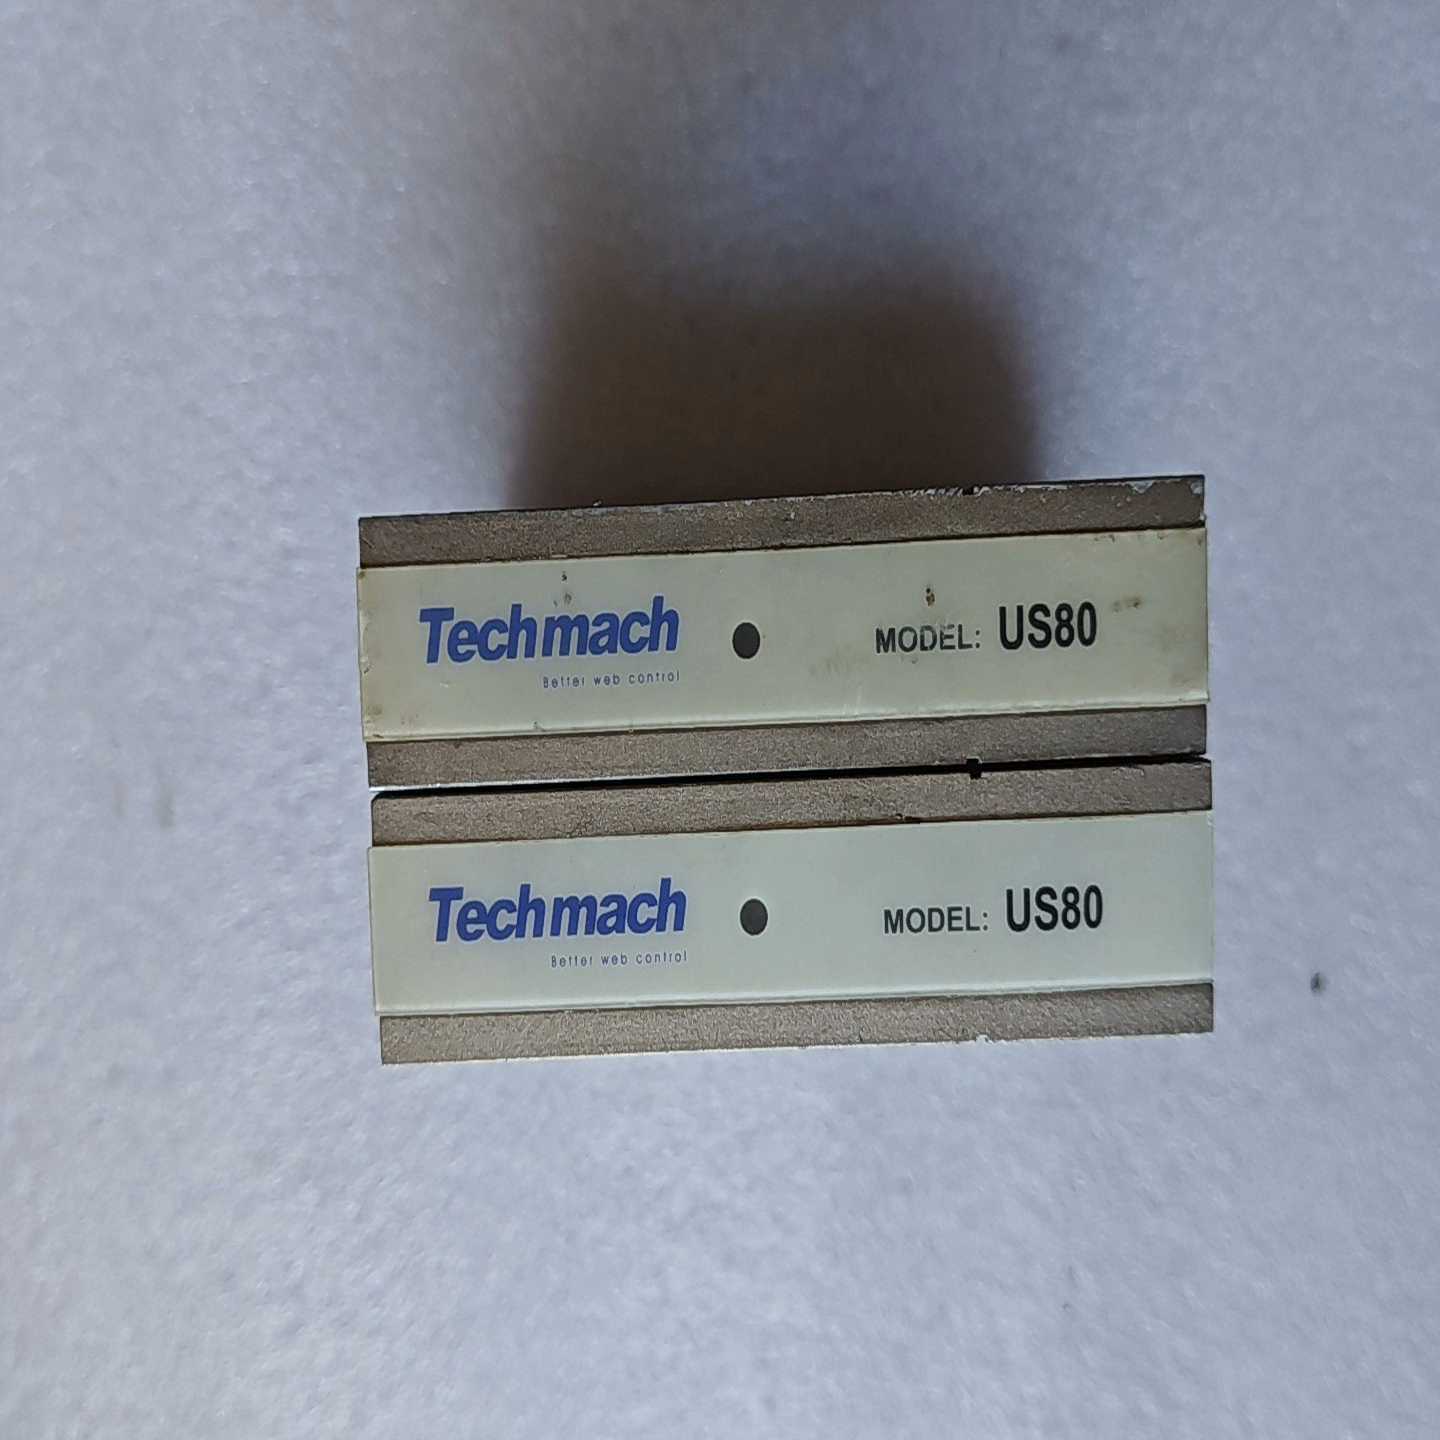 Techmach
Better web control
MODEL: US80
Techmach
Better web control
MODEL: US80